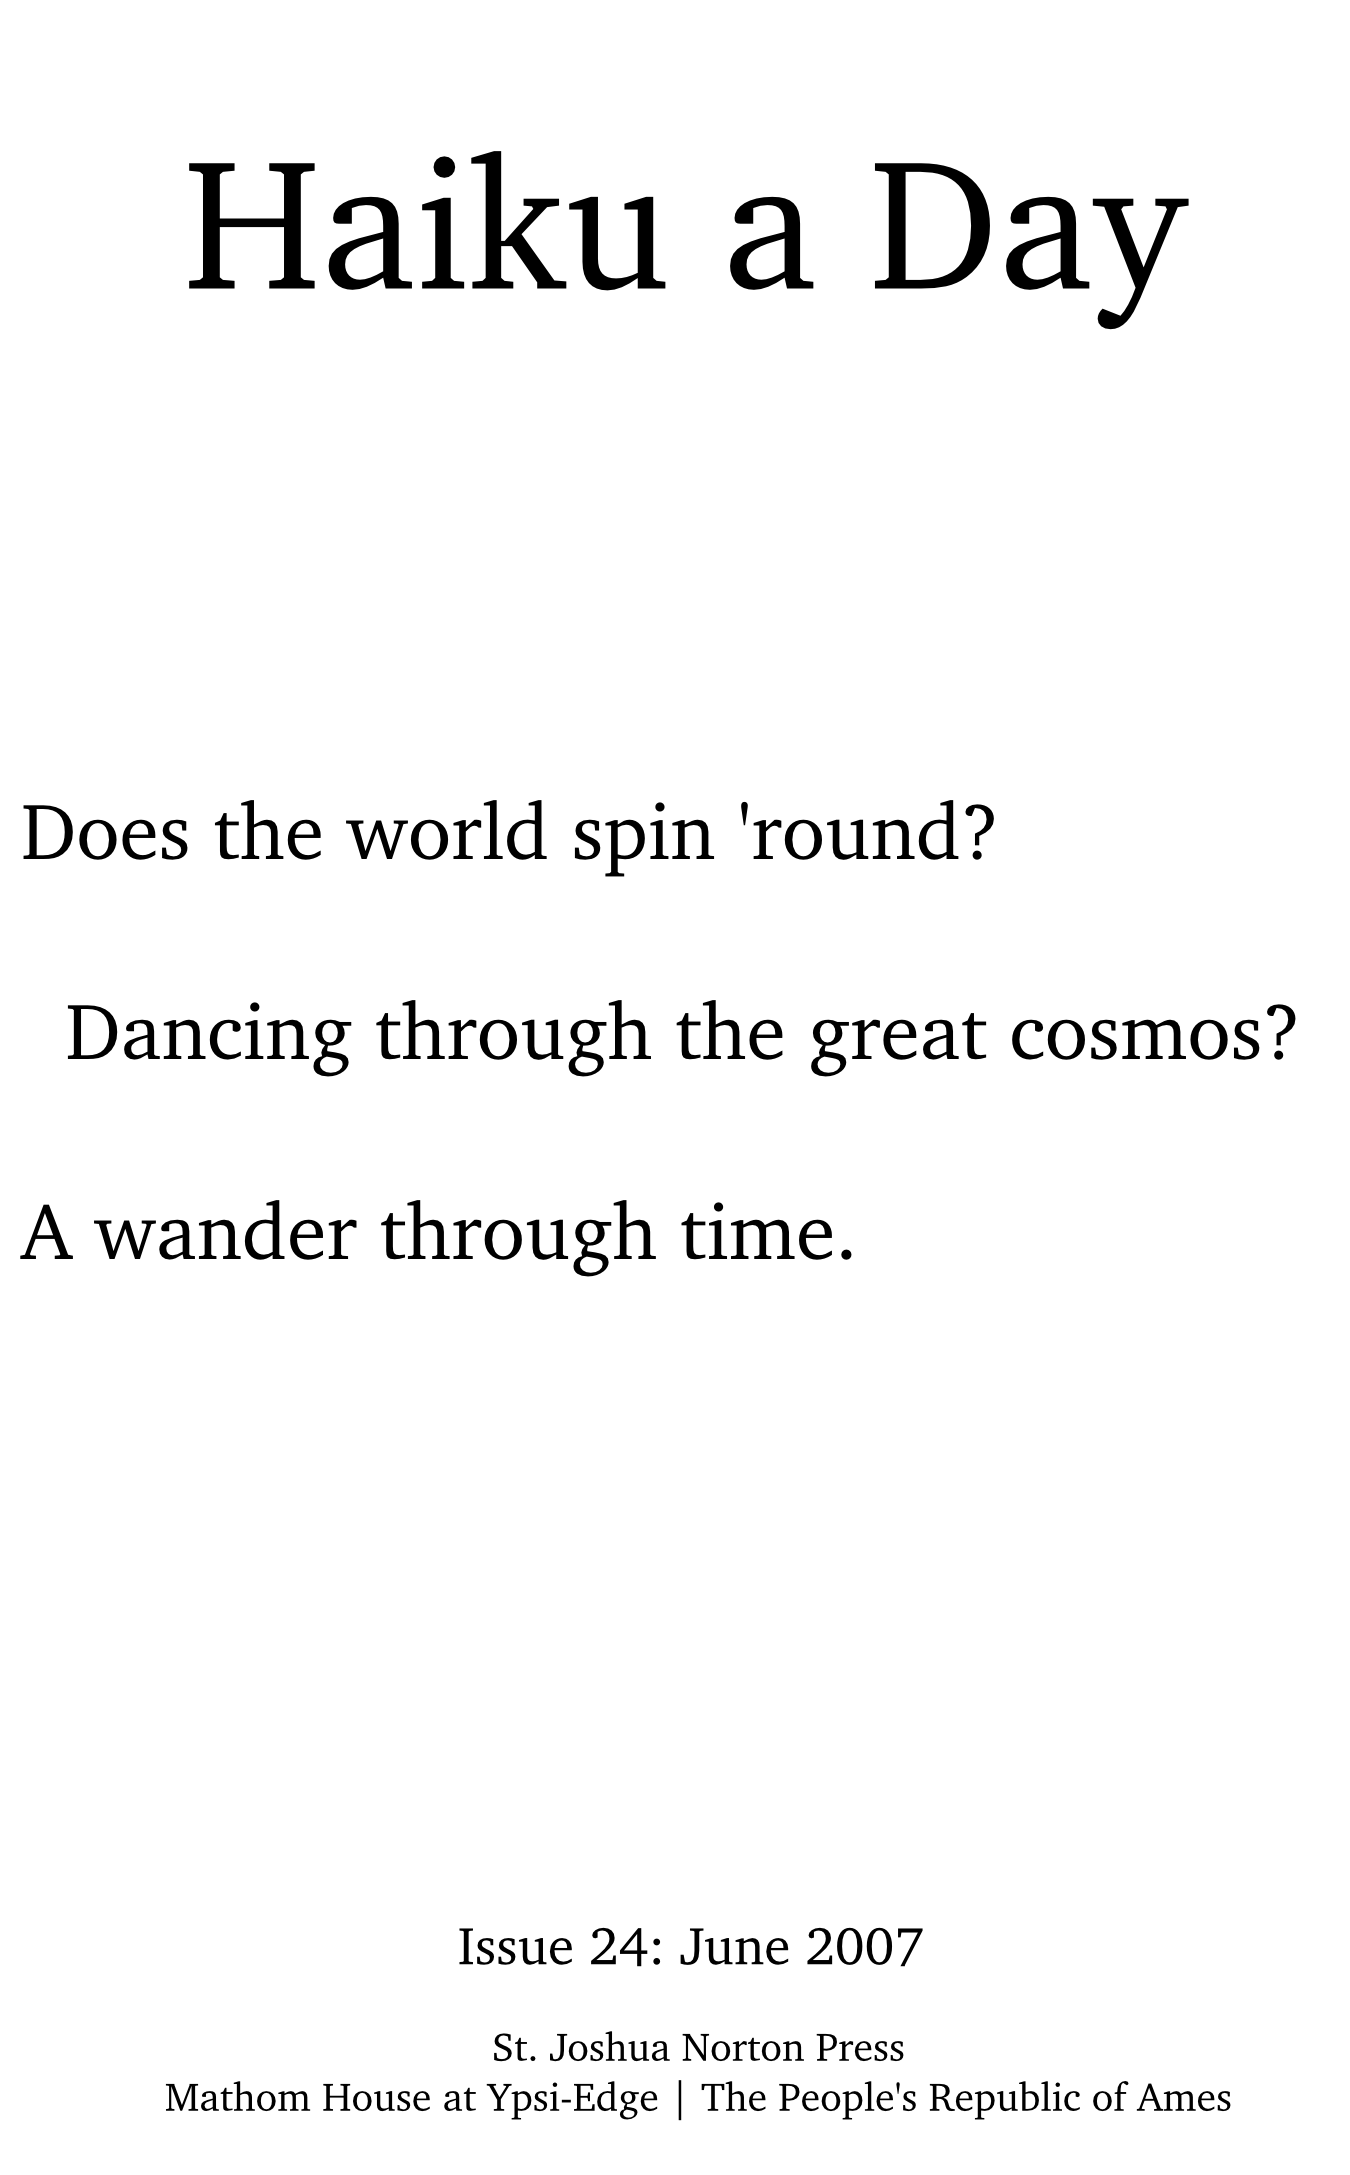 Haiku a Day
Does the world spin 'round?
Dancing through the great cosmos?
A wander through time.
Issue 24: June 2007
St. Joshua Norton Press
Mathom House at Ypsi-Edge | The People's Republic of Ames